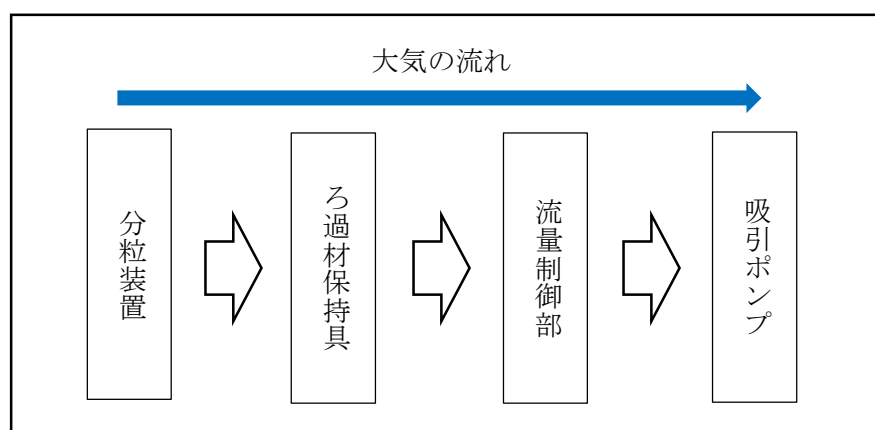 大気の流れ
分粒装置
ろ過材保持具
流量制御部
吸引ポンプ